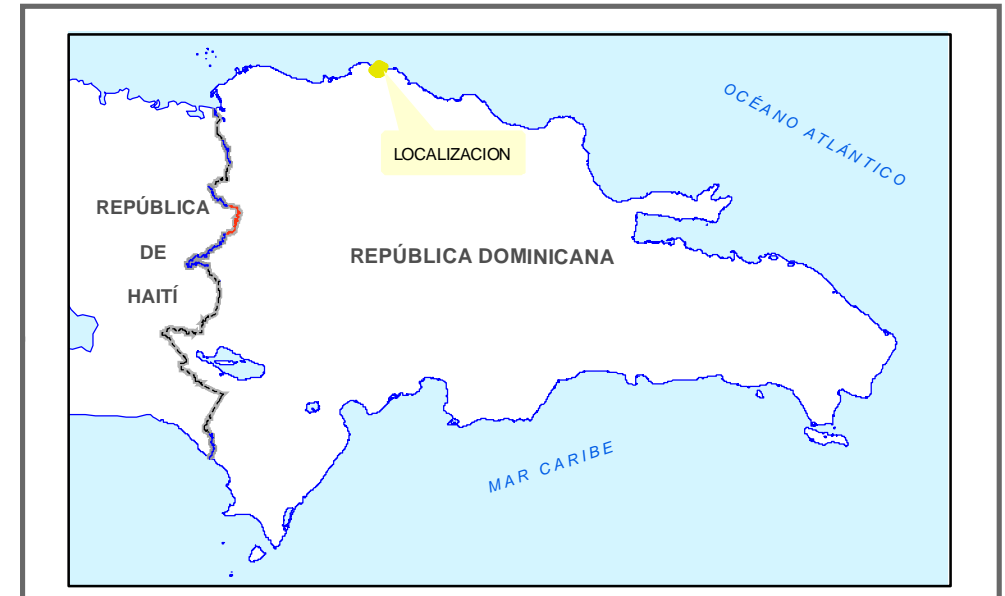 OCÉANO ATLÁNTICO
LOCALIZACION
REPÚBLICA
DE
HAITÍ
REPÚBLICA DOMINICANA
MAR CARIBE